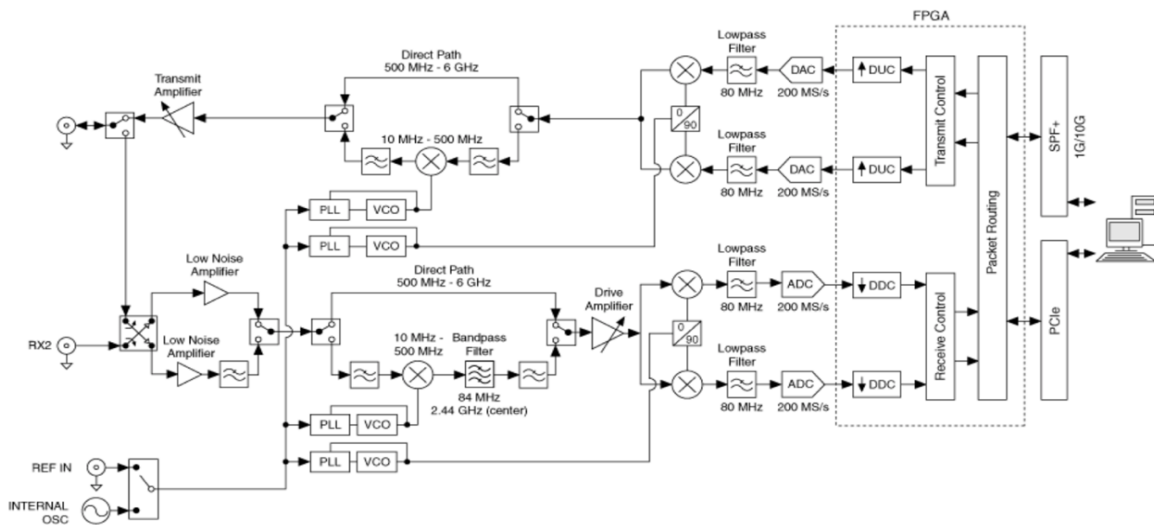 FPGA
Direct Path
500 MHz - 6 GHz
Transmit
Amplifier
10 MHz - 500 MHz
PLL
VCO
PLL
VCO
Lowpass
Filter
80 MHz
DAC
200 MS/s
DUC
0
90
Lowpass
Filter
80 MHz
DAC
200 MS/s
DUC
Transmit Control
Packet Routing
SPF+
1G/10G
Low Noise
Amplifier
Direct Path
500 MHz - 6 GHz
Drive
Amplifier
RX2
Low Noise
Amplifier
10 MHz -
500 MHz
Bandpass
Filter
84 MHz
2.44 GHz (center)
PLL
VCO
PLL
VCO
Lowpass
Filter
80 MHz
ADC
200 MS/s
DDC
0
90
Lowpass
Filter
80 MHz
ADC
200 MS/s
DDC
Receive Control
PCIe
REF IN
INTERNAL
OSC